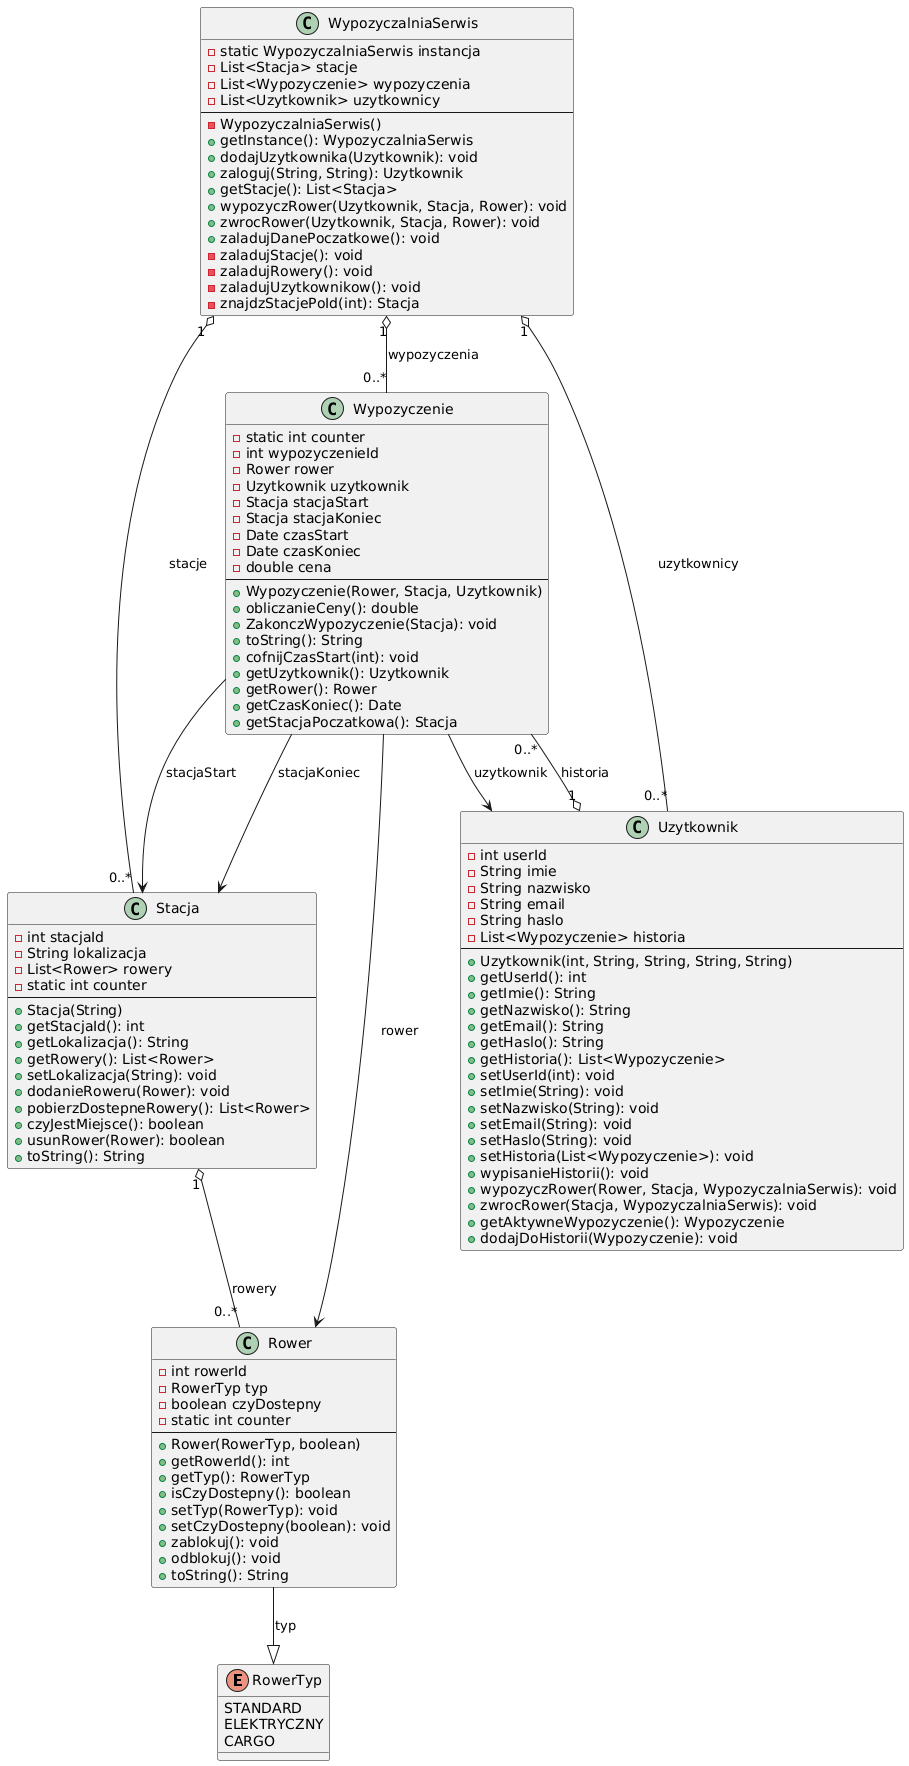 C WypozyczalniaSerwis
static WypozyczalniaSerwis instancja
List<Stacja> stacje
List<Wypozyczenie> wypozyczenia
List<Uzytkownik> uzytkownicy
WypozyczalniaSerwis()
getInstance(): WypozyczalniaSerwis
dodajUzytkownika(Uzytkownik): void
zaloguj(String, String): Uzytkownik
getStacje(): List<Stacja>
wypozyczRower(Uzytkownik, Stacja, Rower): void
zwrocRower(Uzytkownik, Stacja, Rower): void
zaladujDanePoczatkowe(): void
zaladujStacje(): void
zaladujRowery(): void
zaladujUzytkownikow(): void
znajdzStacjePoId(int): Stacja
1
1
1
wypozyczenia
0..*
C Wypozyczenie
static int counter
int wypozyczenieId
Rower rower
Uzytkownik uzytkownik
Stacja stacjaStart
Stacja stacjaKoniec
Date czasStart
Date czasKoniec
double cena
Wypozyczenie(Rower, Stacja, Uzytkownik)
obliczanieCeny(): double
ZakonczWypozyczenie(Stacja): void
toString(): String
cofnijCzasStart(int): void
getUzytkownik(): Uzytkownik
getRower(): Rower
getCzasKoniec(): Date
getStacjaPoczatkowa(): Stacja
stacje
uzytkownicy
0..*
stacjaStart
stacjaKoniec
uzytkownik
historia
1
0..*
0..*
C Uzytkownik
int userId
String imie
String nazwisko
String email
String haslo
List<Wypozyczenie> historia
Uzytkownik(int, String, String, String, String)
getUserId(): int
getImie(): String
getNazwisko(): String
getEmail(): String
getHaslo(): String
getHistoria(): List<Wypozyczenie>
setUserId(int): void
setImie(String): void
setNazwisko(String): void
setEmail(String): void
setHaslo(String): void
setHistoria(List<Wypozyczenie>): void
wypisanieHistorii(): void
wypozyczRower(Rower, Stacja, WypozyczalniaSerwis): void
zwrocRower(Stacja, WypozyczalniaSerwis): void
getAktywneWypozyczenie(): Wypozyczenie
dodajDoHistorii(Wypozyczenie): void
C Stacja
int stacjaId
String lokalizacja
List<Rower> rowery
static int counter
Stacja(String)
getStacjaId(): int
getLokalizacja(): String
getRowery(): List<Rower>
setLokalizacja(String): void
dodanieRoweru(Rower): void
pobierzDostepneRowery(): List<Rower>
czyJestMiejsce(): boolean
usunRower(Rower): boolean
toString(): String
rower
1
rowery
0..*
C Rower
int rowerId
RowerTyp typ
boolean czyDostepny
static int counter
Rower(RowerTyp, boolean)
getRowerId(): int
getTyp(): RowerTyp
isCzyDostepny(): boolean
setTyp(RowerTyp): void
setCzyDostepny(boolean): void
zablokuj(): void
odblokuj(): void
toString(): String
typ
E RowerTyp
STANDARD
ELEKTRYCZNY
CARGO